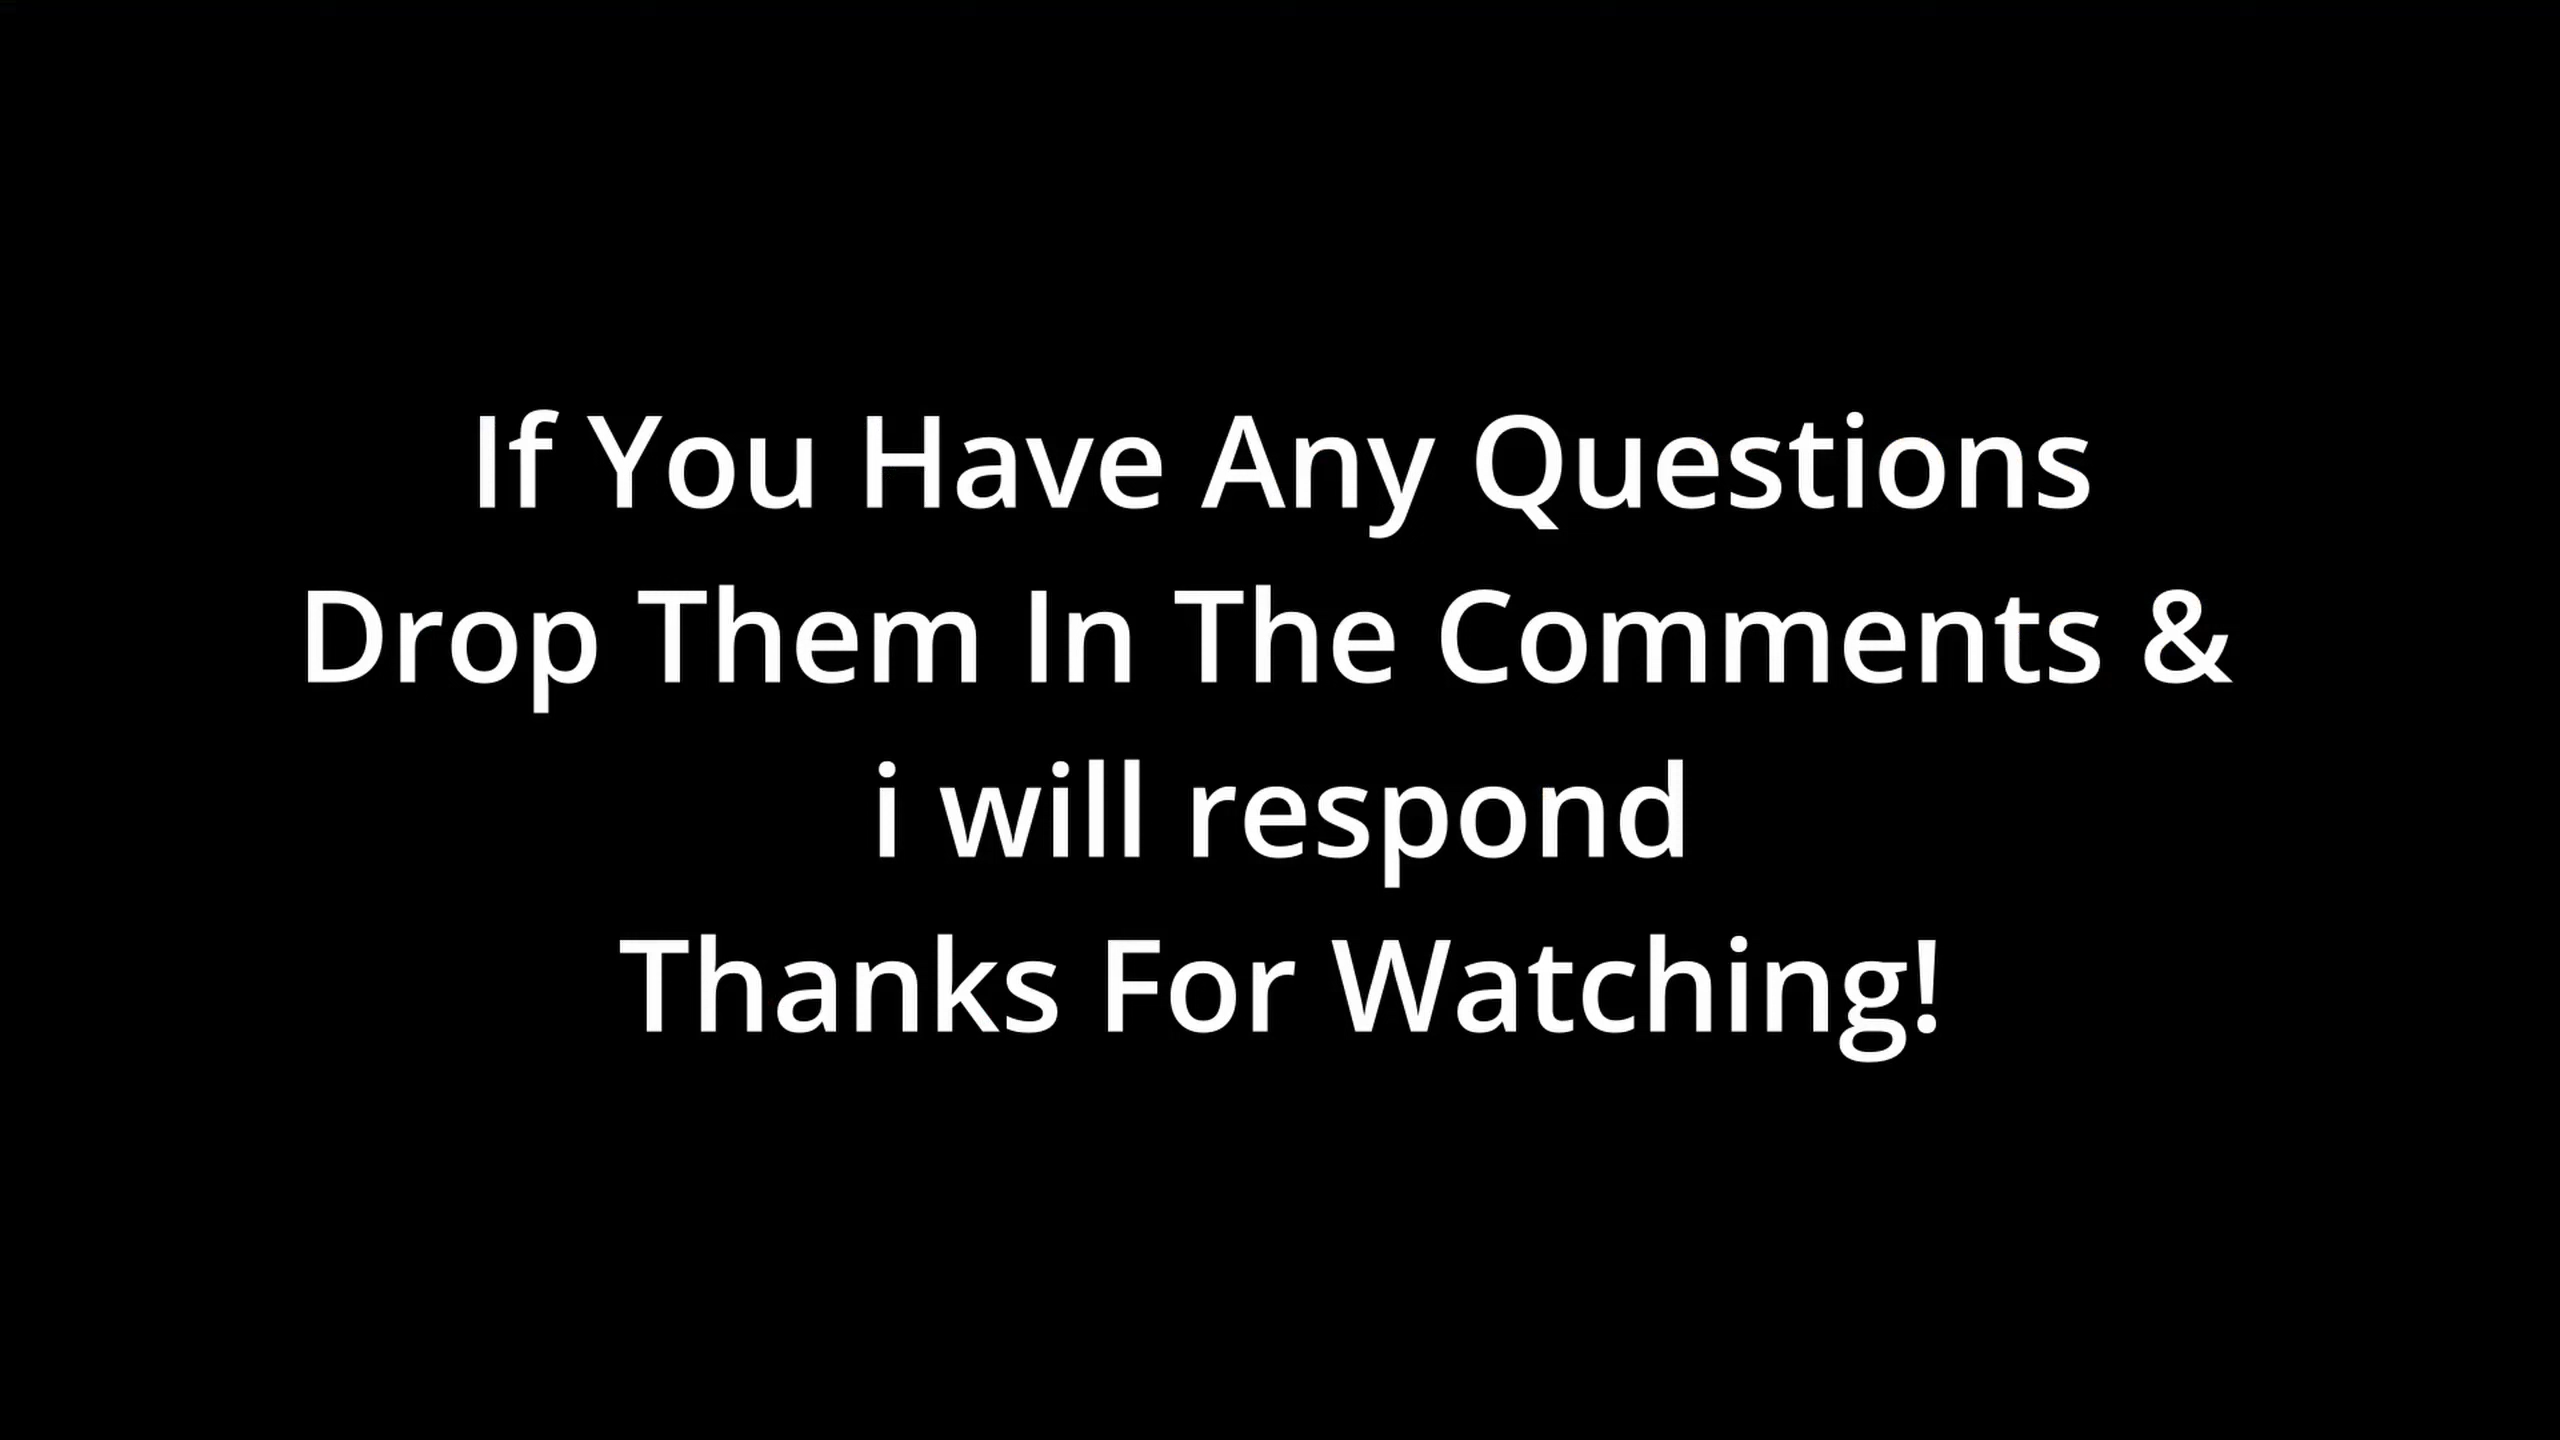 If You Have Any Questions
Drop Them In The Comments &
i will respond
Thanks For Watching!